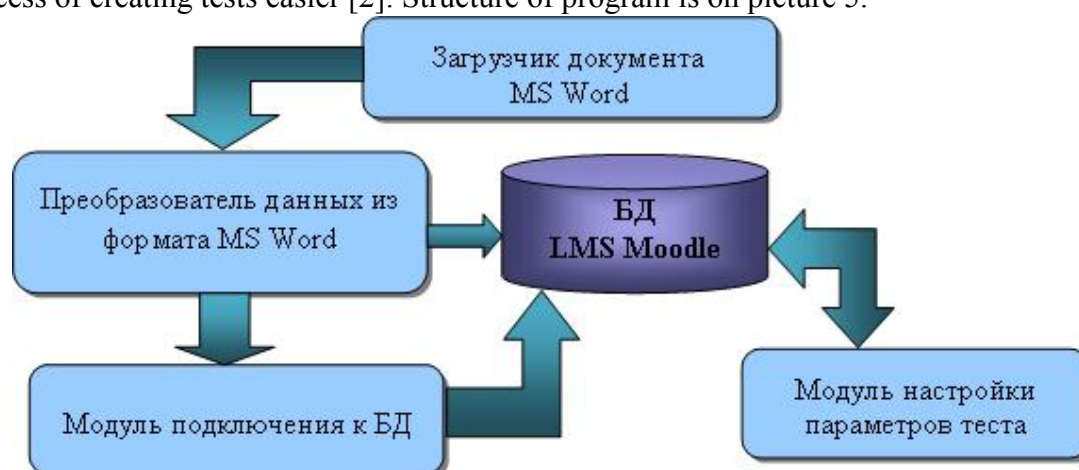 cess of creating tests easier [2]. Structure of program is on picture 5.
Загрузчик документа
MS Word
Преобразователь данных из
формата MS Word
БД
LMS Moodle
Модуль подключения к БД
Модуль настройки
параметров теста